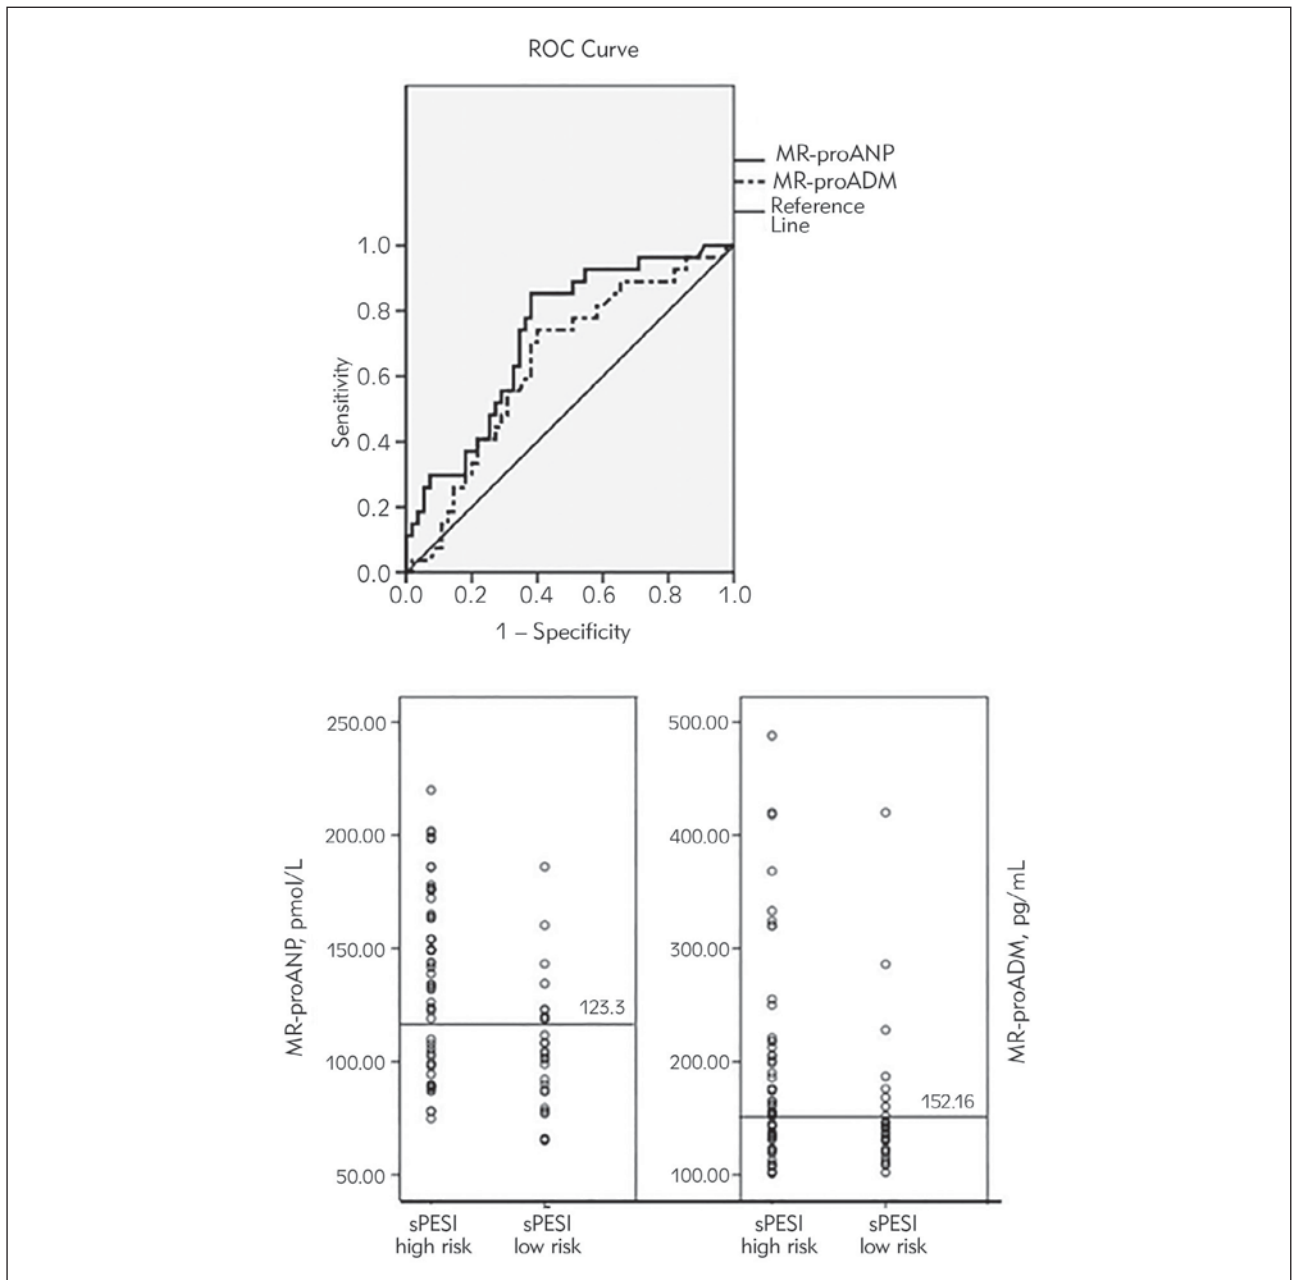 ROC Curve
MR-proANP
MR-proADM
Reference
Line
1.0
0.8
0.6
0.4
0.2
0.0
Sensitivity
0.0 0.2 0.4 0.6 0.8 1.0
1 – Specificity
250.00
200.00
150.00
100.00
50.00
MR-proANP, pmol/L
123.3
sPESI
high risk
sPESI
low risk
500.00
400.00
300.00
200.00
100.00
MR-proADM, pg/mL
152.16
sPESI
high risk
sPESI
low risk